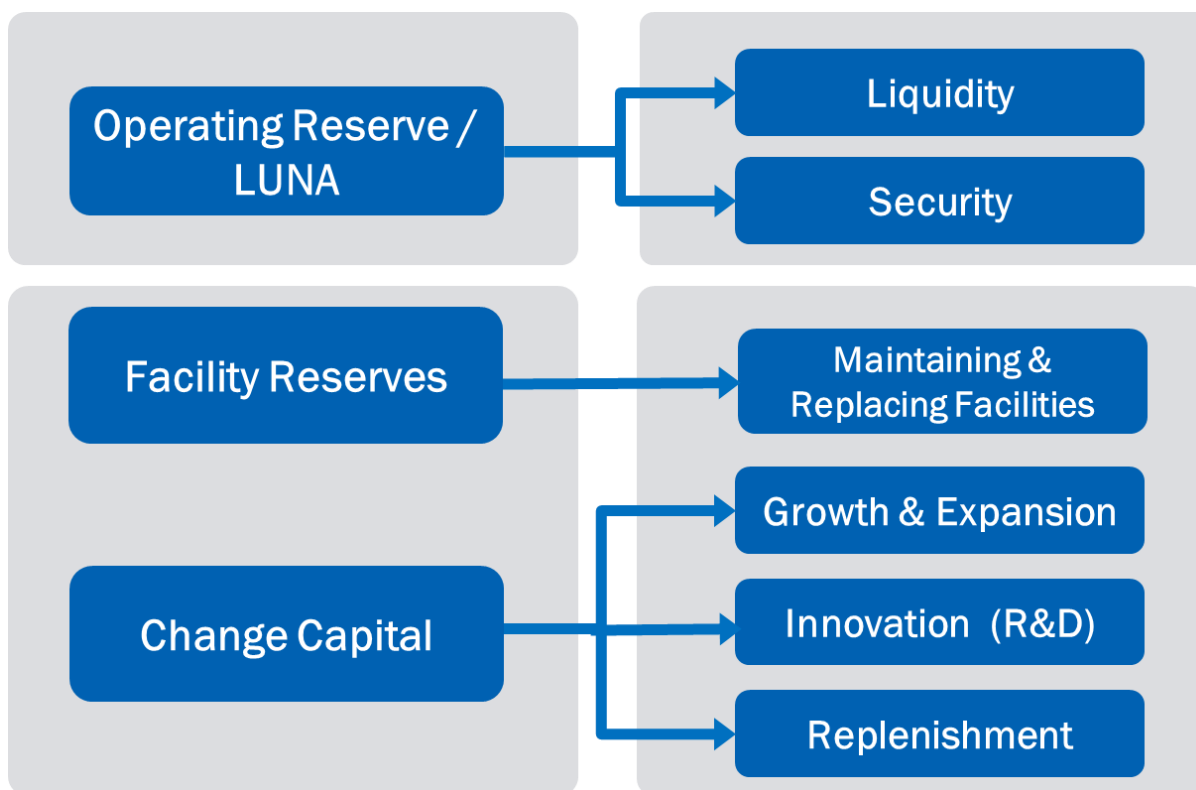 Operating Reserve /
LUNA
Liquidity
Security
Facility Reserves
Maintaining &
Replacing Facilities
Change Capital
Growth & Expansion
Innovation (R&D)
Replenishment